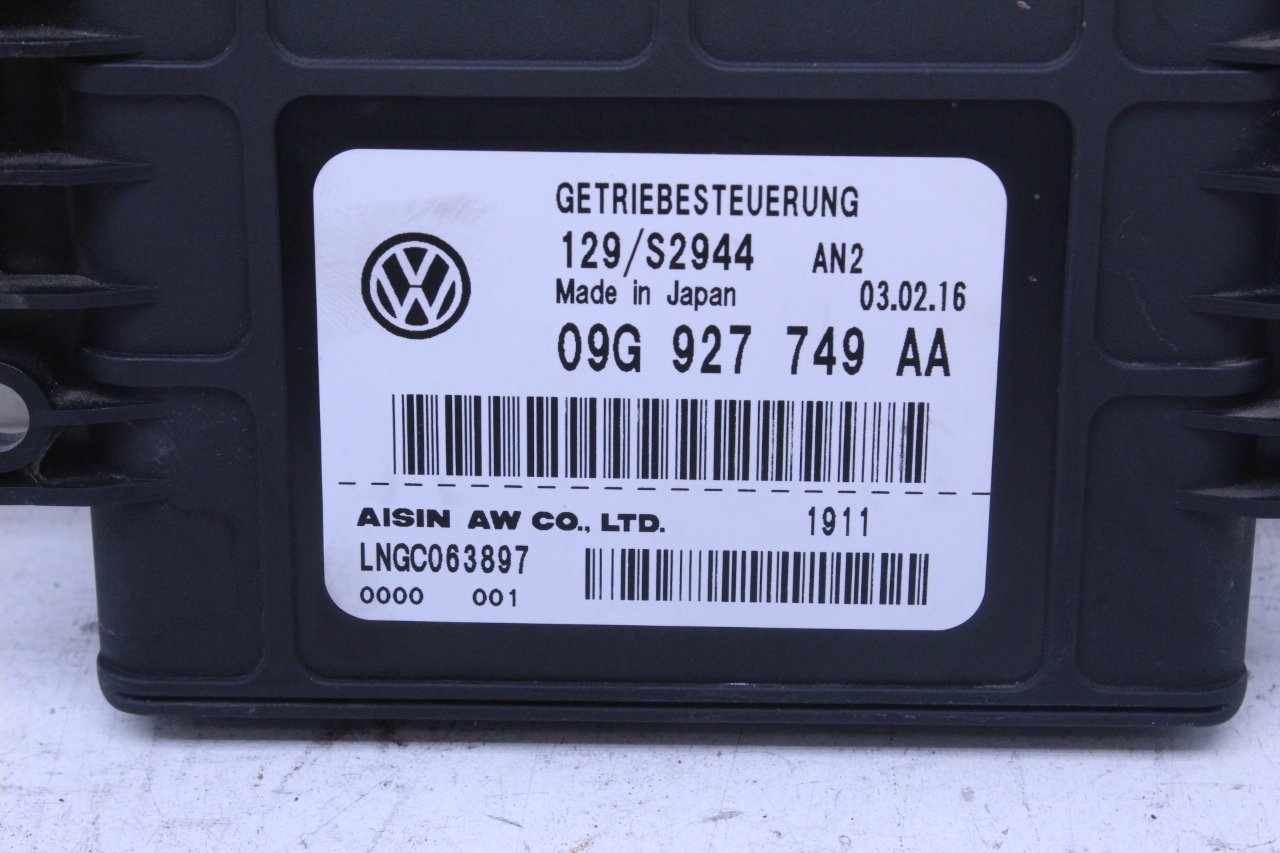 GETRIEBESTEUERUNG
129/S2944 AN2
Made in Japan 03.02.16
09G 927 749 AA
AISIN AW CO., LTD. 1911
LNGC063897
0000 001